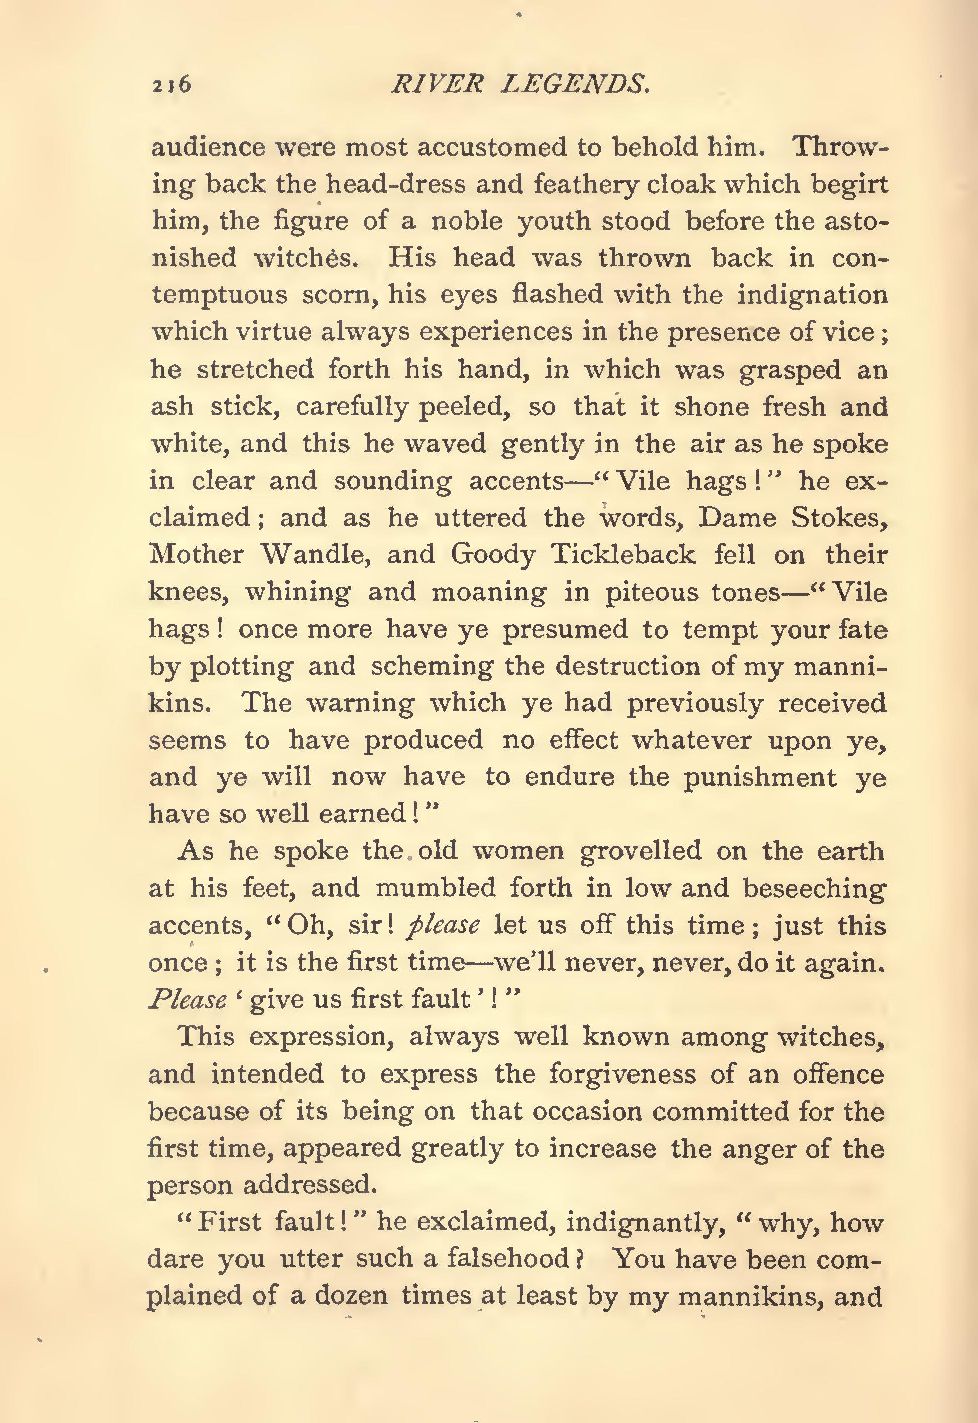 216 RIVER LEGENDS.
audience were most accustomed to behold him. Throw-
ing back the head-dress and feathery cloak which begirt
him, the figure of a noble youth stood before the asto-
nished witches. His head was thrown back in con-
temptuous scorn, his eyes flashed with the indignation
which virtue always experiences in the presence of vice;
he stretched forth his hand, in which was grasped an
ash stick, carefully peeled, so that it shone fresh and
white, and this he waved gently in the air as he spoke
in clear and sounding accents—“Vile hags!” he ex-
claimed; and as he uttered the words, Dame Stokes,
Mother Wandle, and Goody Tickleback fell on their
knees, whining and moaning in piteous tones—“Vile
hags! once more have ye presumed to tempt your fate
by plotting and scheming the destruction of my manni-
kins. The warning which ye had previously received
seems to have produced no effect whatever upon ye,
and ye will now have to endure the punishment ye
have so well earned!”
As he spoke the old women grovelled on the earth
at his feet, and mumbled forth in low and beseeching
accents, “Oh, sir! please let us off this time; just this
once; it is the first time—we'll never, never, do it again.
Please ‘give us first fault’!”
This expression, always well known among witches,
and intended to express the forgiveness of an offence
because of its being on that occasion committed for the
first time, appeared greatly to increase the anger of the
person addressed.
“First fault!” he exclaimed, indignantly, “why, how
dare you utter such a falsehood? You have been com-
plained of a dozen times at least by my mannikins, and